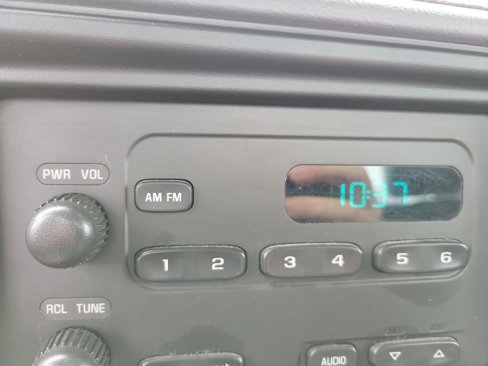 PWR VOL
AM FM
10:37
1 2 3 4 5 6
RCL TUNE
AUDIO